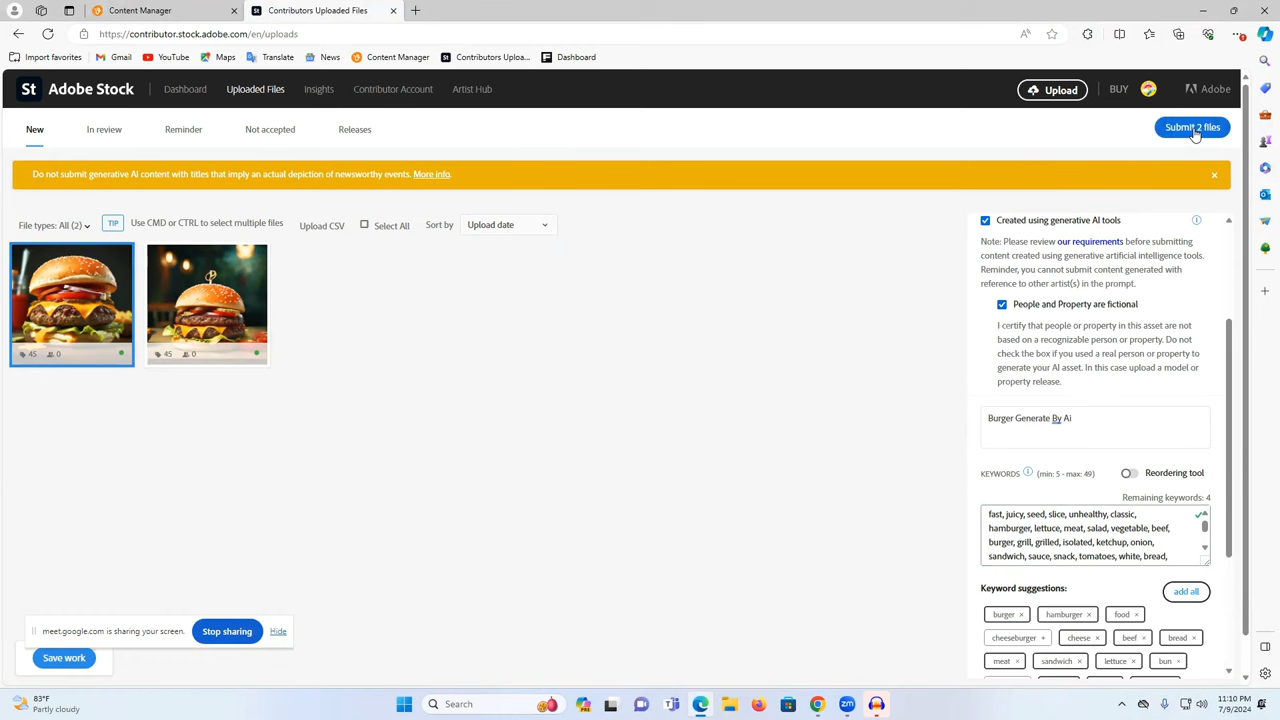 Content Manager
Contributors Uploaded Files
https://contributor.stock.adobe.com/en/uploads
Import favorites
Gmail
YouTube
Maps
Translate
News
Content Manager
Contributors Uploa...
Dashboard
St Adobe Stock
Dashboard
Uploaded Files
Insights
Contributor Account
Artist Hub
Upload
BUY
Adobe
New
In review
Reminder
Not accepted
Releases
Submit 2 files
Do not submit generative AI content with titles that imply an actual depiction of newsworthy events. More info.
File types: All (2)
TIP
Use CMD or CTRL to select multiple files
Upload CSV
Select All
Sort by
Upload date
45 0
45 0
Created using generative AI tools
Note: Please review our requirements before submitting
content created using generative artificial intelligence tools.
Reminder, you cannot submit content generated with
reference to other artist(s) in the prompt.
People and Property are fictional
I certify that people or property in this asset are not
based on a recognizable person or property. Do not
check the box if you used a real person or property to
generate your AI asset. In this case upload a model or
property release.
Burger Generate By Ai
KEYWORDS (min: 5 - max: 49)
Reordering tool
Remaining keywords: 4
fast, juicy, seed, slice, unhealthy, classic,
hamburger, lettuce, meat, salad, vegetable, beef,
burger, grill, grilled, isolated, ketchup, onion,
sandwich, sauce, snack, tomatoes, white, bread,
Keyword suggestions:
add all
burger ×
hamburger ×
food ×
cheeseburger +
cheese ×
beef ×
bread ×
meat ×
sandwich ×
lettuce ×
bun ×
meet.google.com is sharing your screen.
Stop sharing
Hide
Save work
83°F
Partly cloudy
Search
11:10 PM
7/9/2024